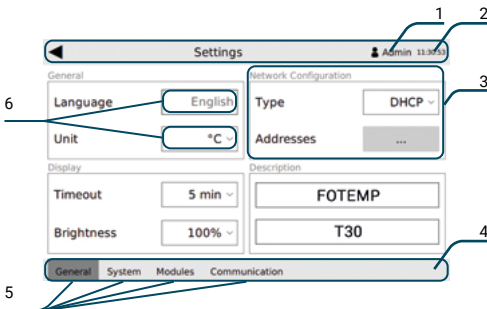 1 2
Settings Admin 11:30:53
General Network Configuration
3
Language English Type DHCP
6
Unit °C Addresses ...
Display Description
Timeout 5 min FOTEMP
Brightness 100% T30
4
General System Modules Communication
5